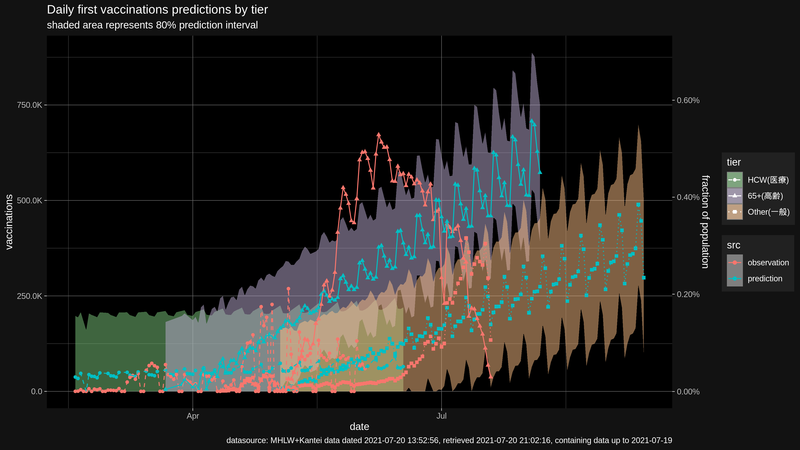 Daily first vaccinations predictions by tier
shaded area represents 80% prediction interval
750.0K
500.0K
250.0K
0.0
vaccinations
0.60%
0.40%
0.20%
0.00%
fraction of population
Apr
Jul
date
tier
HCW(医療)
65+(高齢)
Other(一般)
src
observation
prediction
datasource: MHLW+Kantei data dated 2021-07-20 13:52:56, retrieved 2021-07-20 21:02:16, containing data up to 2021-07-19